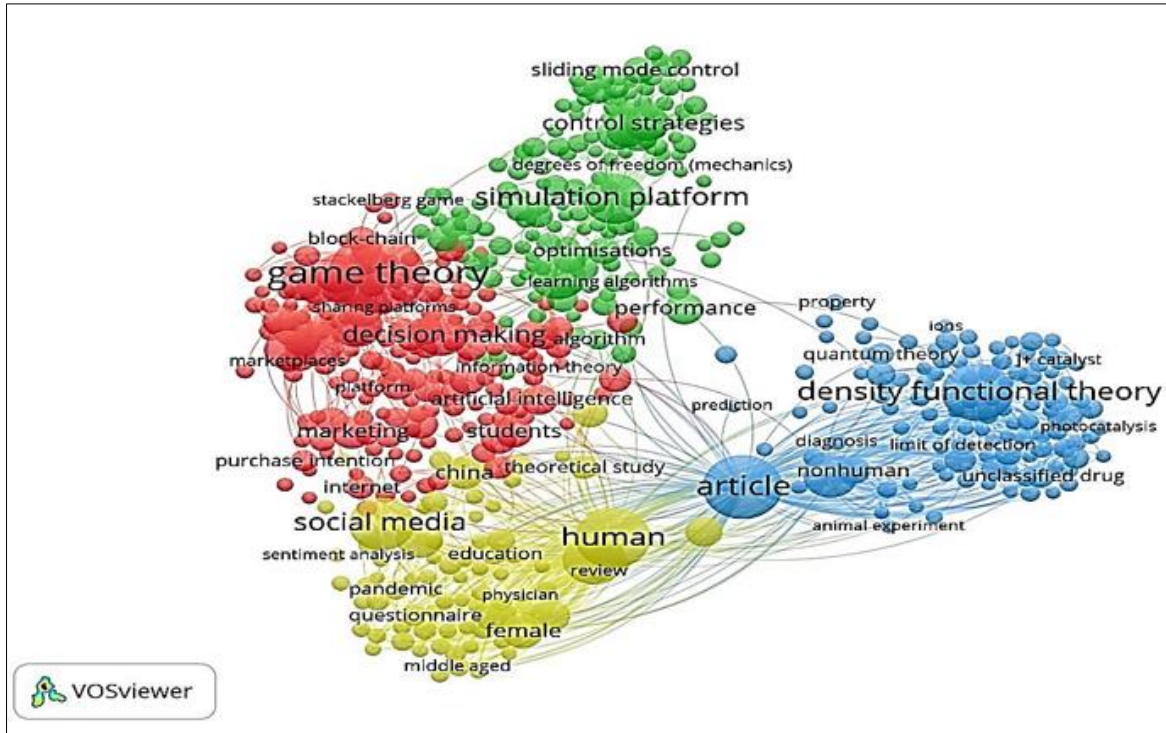 sliding mode control
control strategies
degrees of freedom (mechanics)
simulation platform
stackelberg game
block-chain
optimisations
game theory
learning algorithms
sharing platforms
performance
property
decision making
algorithm
ions
marketplaces
information theory
quantum theory
]+ catalyst
platform
artificial intelligence
density functional theory
prediction
marketing
students
photocatalysis
diagnosis
limit of detection
purchase intention
china
theoretical study
nonhuman
unclassified drug
internet
article
social media
animal experiment
human
sentiment analysis
education
review
pandemic
physician
questionnaire
female
middle aged
VOSviewer